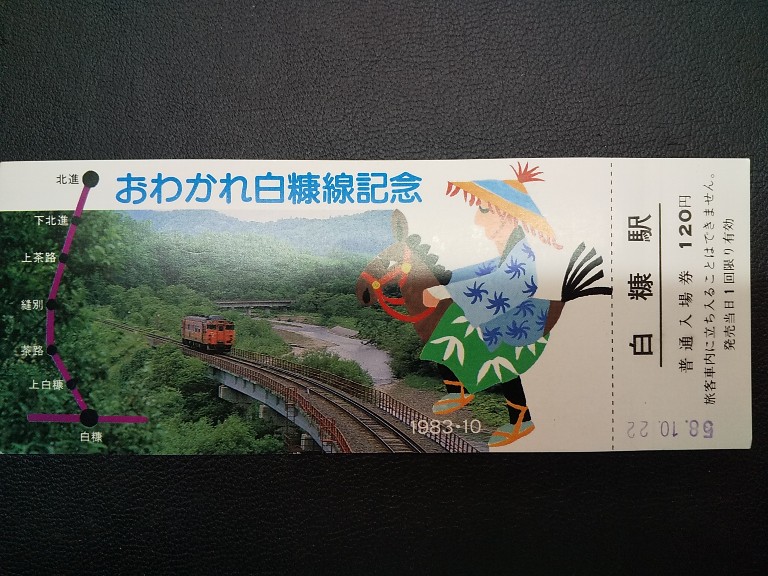 おわかれ白糠線記念
北進
下北進
上茶路
縫別
茶路
上白糠
白糠
1983・10
白糠駅
普通入場券 120円
旅客車内に立ち入ることはできません。
発売当日1回限り有効
58.10.22